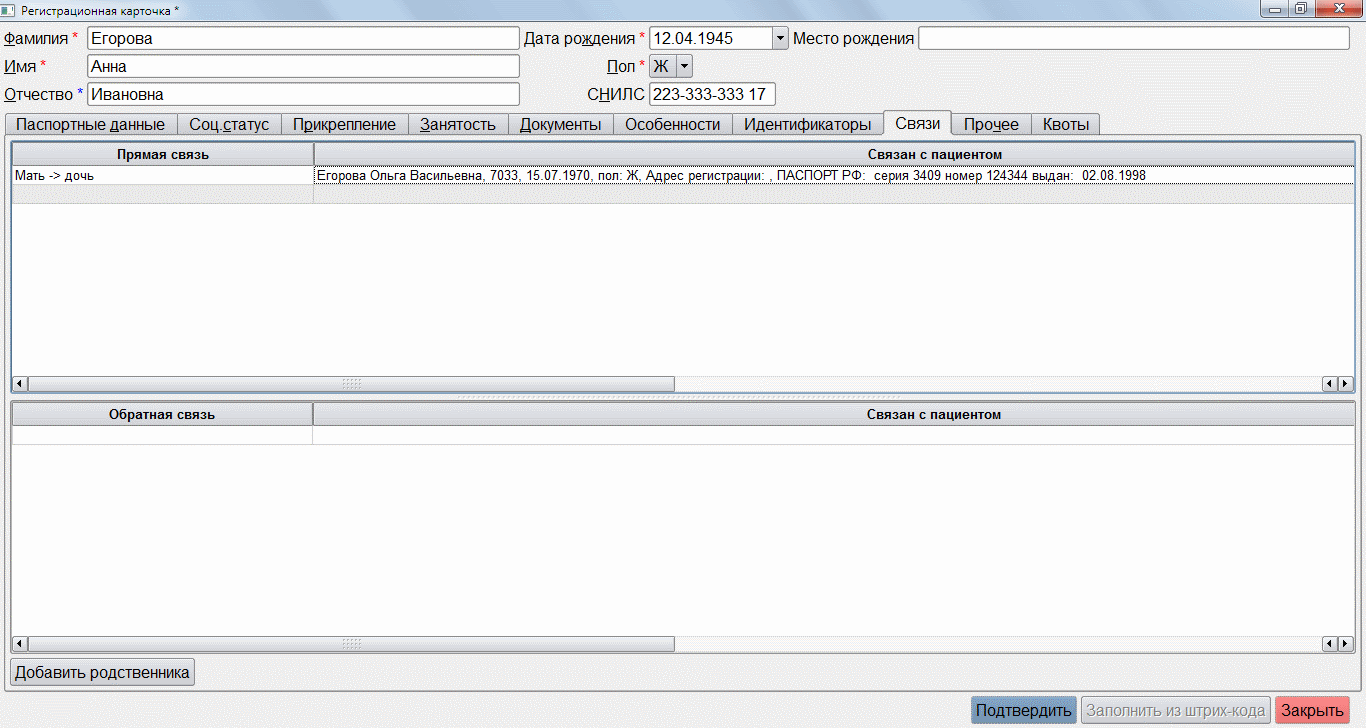 Регистрационная карточка *
Фамилия * Егорова Дата рождения * 12.04.1945 Место рождения
Имя * Анна Пол * Ж
Отчество * Ивановна СНИЛС 223-333-333 17
Паспортные данные Соц.статус Прикрепление Занятость Документы Особенности Идентификаторы Связи Прочее Квоты
Прямая связь Связан с пациентом
Мать -> дочь Егорова Ольга Васильевна, 7033, 15.07.1970, пол: Ж, Адрес регистрации: , ПАСПОРТ РФ: серия 3409 номер 124344 выдан: 02.08.1998
Обратная связь Связан с пациентом
Добавить родственника
Подтвердить Заполнить из штрих-кода Закрыть